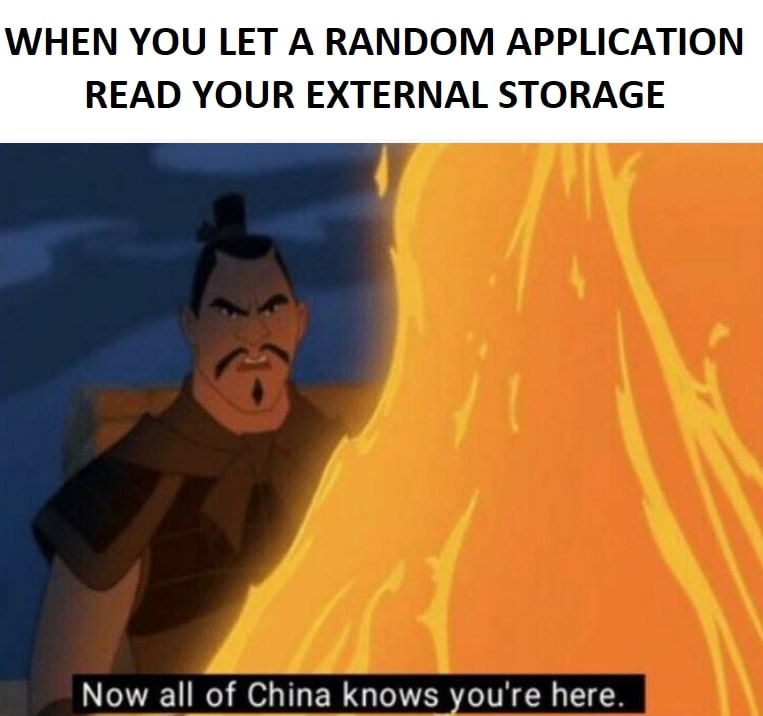 WHEN YOU LET A RANDOM APPLICATION
READ YOUR EXTERNAL STORAGE
Now all of China knows you're here.